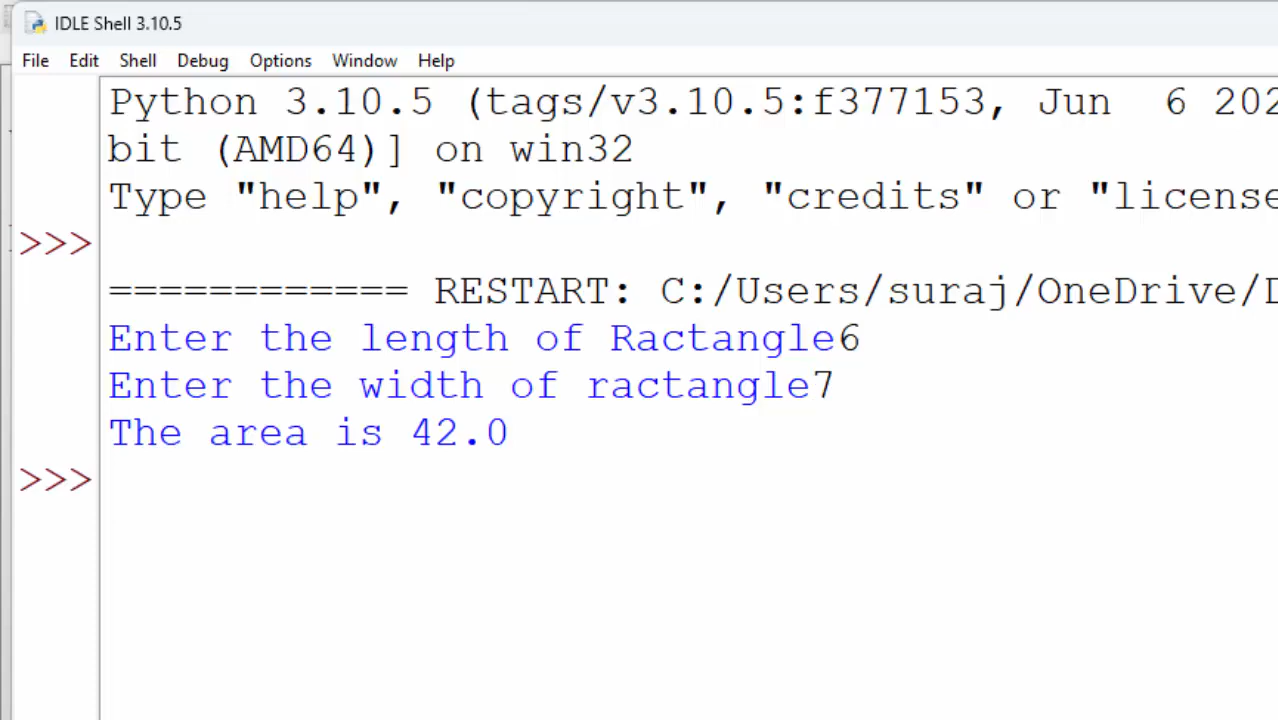 IDLE Shell 3.10.5
File Edit Shell Debug Options Window Help
Python 3.10.5 (tags/v3.10.5:f377153, Jun  6 202
bit (AMD64)] on win32
Type "help", "copyright", "credits" or "license
>>>
============ RESTART: C:/Users/suraj/OneDrive/D
Enter the length of Ractangle6
Enter the width of ractangle7
The area is 42.0
>>>